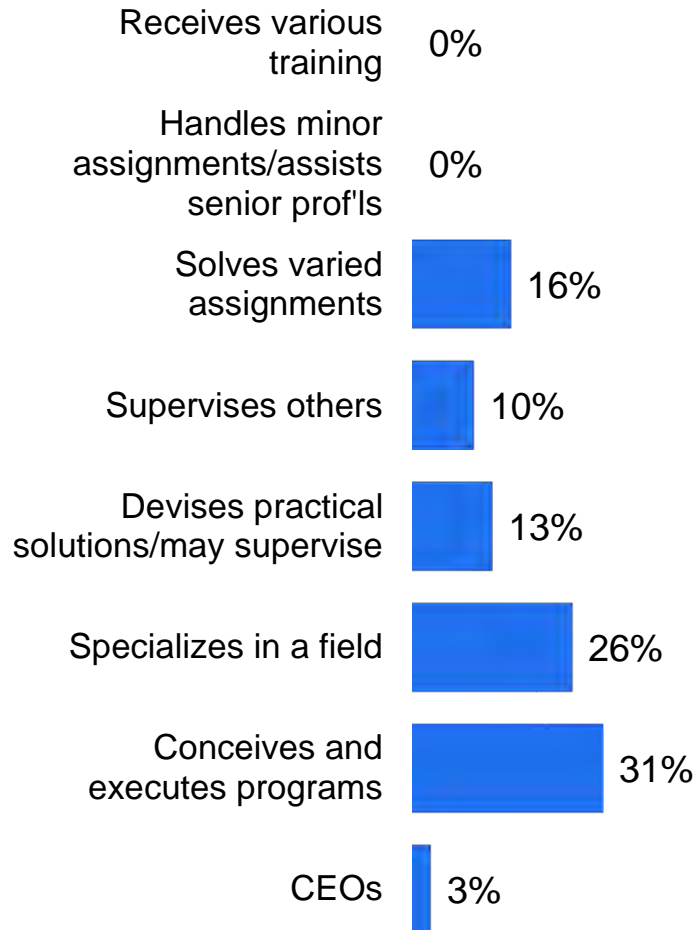 Receives various
training
0%
Handles minor
assignments/assists
senior prof'ls
0%
Solves varied
assignments
16%
Supervises others
10%
Devises practical
solutions/may supervise
13%
Specializes in a field
26%
Conceives and
executes programs
31%
CEOs
3%